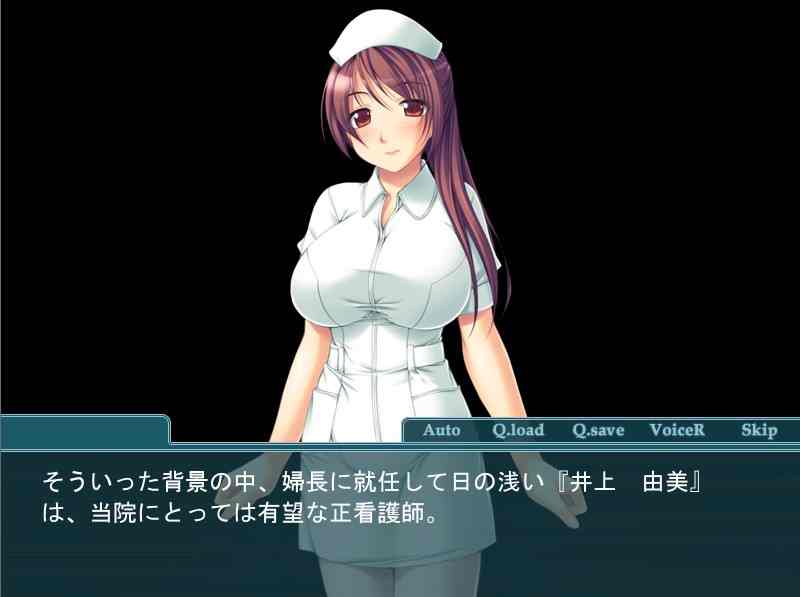 Auto Q.load Q.save VoiceR Skip
そういった背景の中、婦長に就任して日の浅い『井上　由美』
は、当院にとっては有望な正看護師。